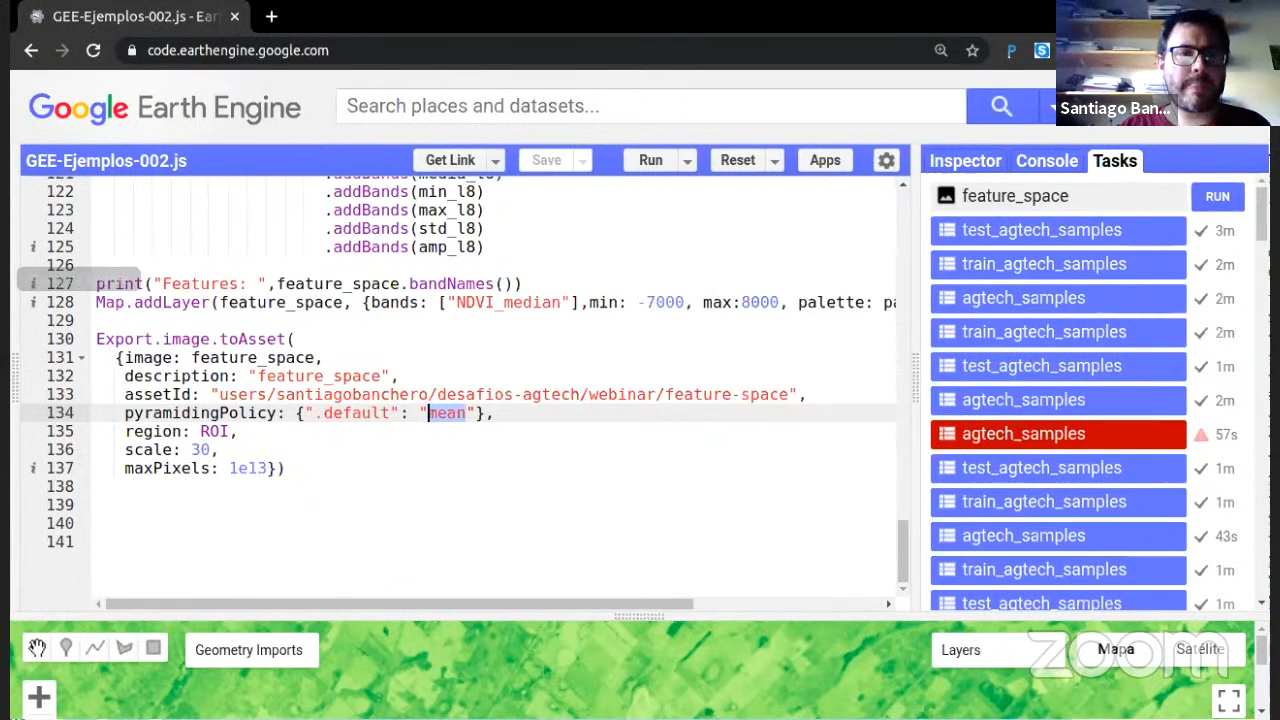 GEE-Ejemplos-002.js - Ear
code.earthengine.google.com
Google Earth Engine
Search places and datasets...
Santiago Ban...
GEE-Ejemplos-002.js
Get Link
Save
Run
Reset
Apps
Inspector
Console
Tasks
121 .addBands(media_l8)
122 .addBands(min_l8)
123 .addBands(max_l8)
124 .addBands(std_l8)
125 .addBands(amp_l8)
126
127 print("Features: ",feature_space.bandNames())
128 Map.addLayer(feature_space, {bands: ["NDVI_median"],min: -7000, max:8000, palette: pa
129
130 Export.image.toAsset(
131 {image: feature_space,
132 description: "feature_space",
133 assetId: "users/santiagobanchero/desafios-agtech/webinar/feature-space",
134 pyramidingPolicy: {".default": "mean"},
135 region: ROI,
136 scale: 30,
137 maxPixels: 1e13})
138
139
140
141
feature_space RUN
test_agtech_samples 3m
train_agtech_samples 2m
agtech_samples 2m
train_agtech_samples 2m
test_agtech_samples 1m
agtech_samples 2m
agtech_samples 57s
test_agtech_samples 1m
train_agtech_samples 1m
agtech_samples 43s
train_agtech_samples 1m
test_agtech_samples 1m
Geometry Imports
Layers
Mapa
Satélite
zoom